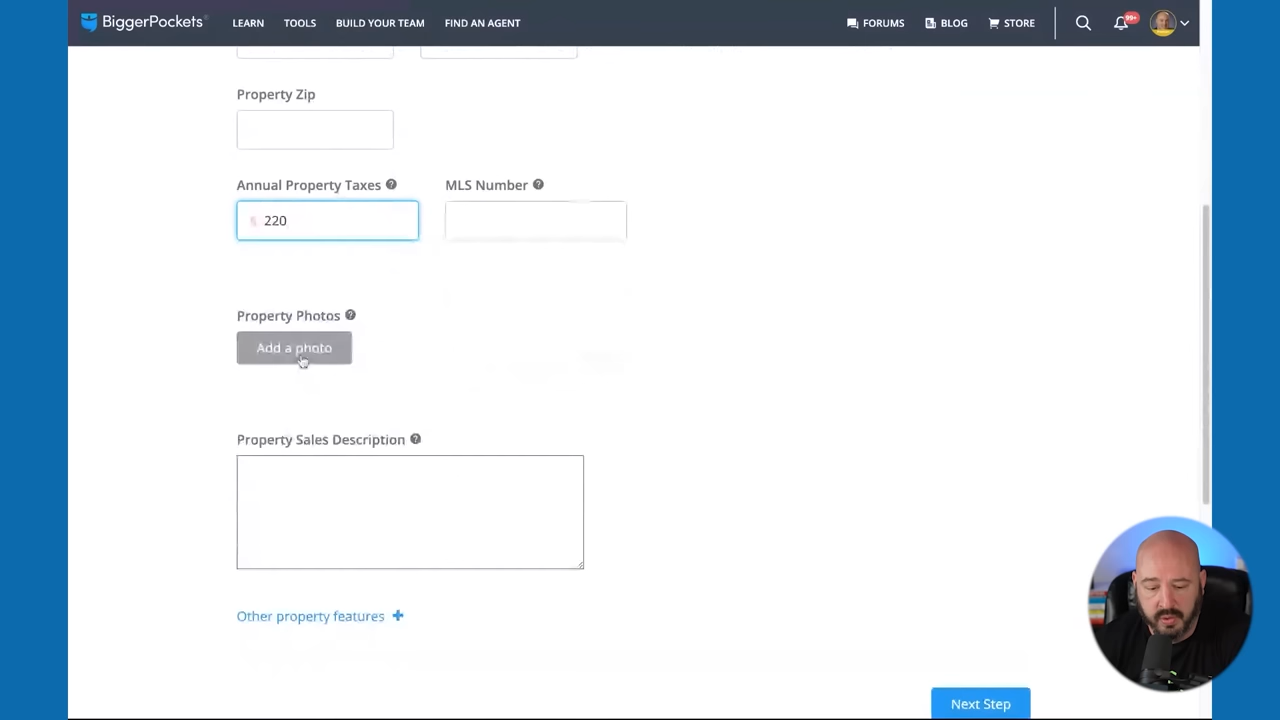 BiggerPockets LEARN TOOLS BUILD YOUR TEAM FIND AN AGENT FORUMS BLOG STORE 99+
Property Zip
Annual Property Taxes MLS Number
220
Property Photos
Add a photo
Property Sales Description
Other property features +
Next Step